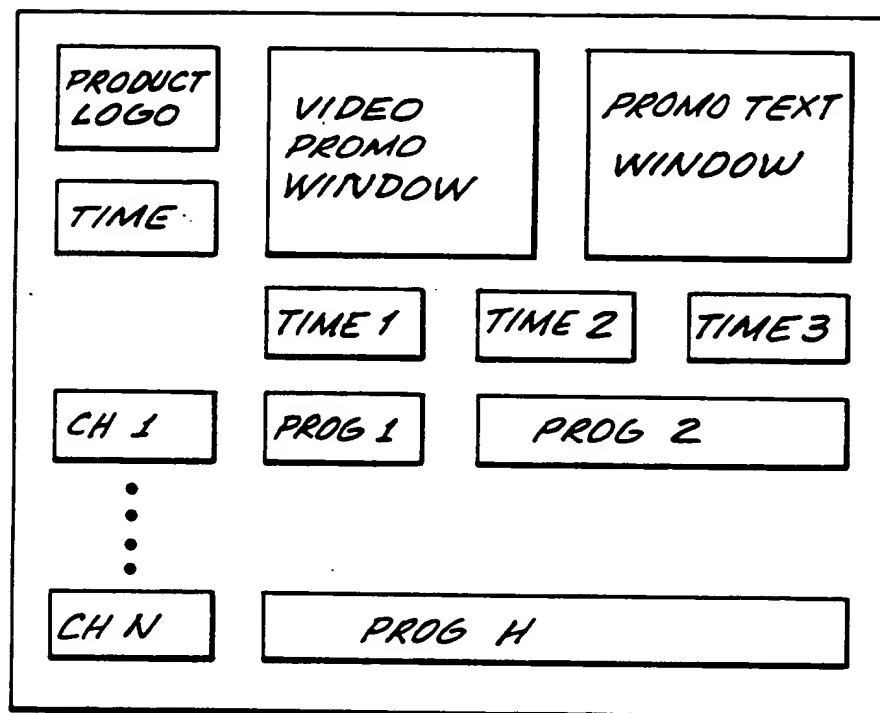 PRODUCT
LOGO
VIDEO
PROMO
WINDOW
PROMO TEXT
WINDOW
TIME
TIME 1
TIME 2
TIME 3
CH 1
PROG 1
PROG 2
CH N
PROG H